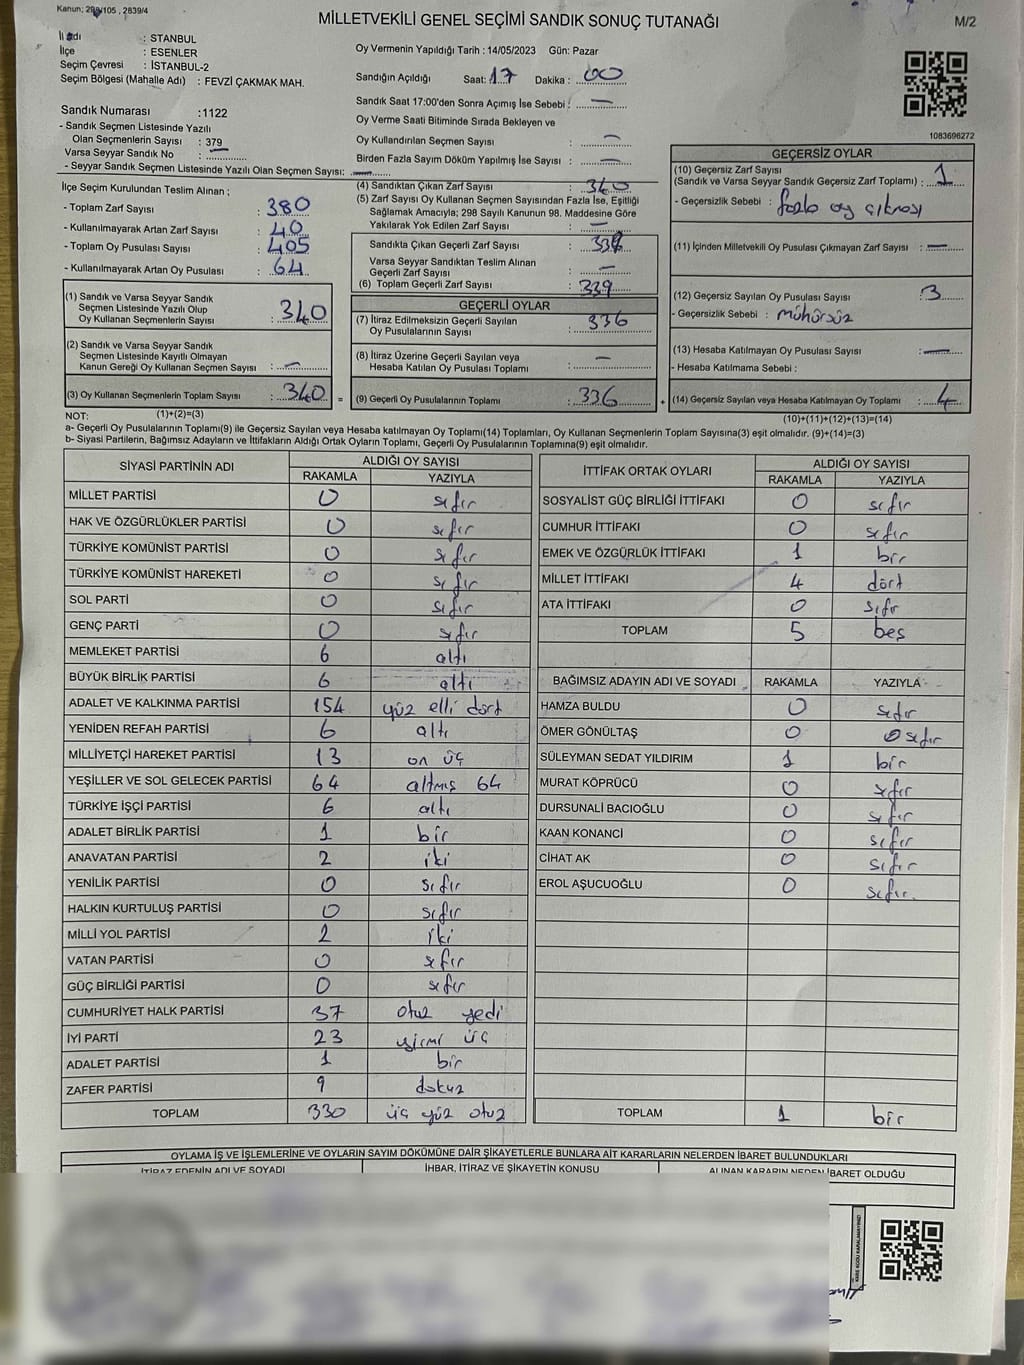 Kanun; 298/105 , 2839/4
MİLLETVEKİLİ GENEL SEÇİMİ SANDIK SONUÇ TUTANAĞI
M/2
İl adı : İSTANBUL
İlçe : ESENLER
Seçim Çevresi : İSTANBUL-2
Seçim Bölgesi (Mahalle Adı) : FEVZİ ÇAKMAK MAH.
Sandık Numarası :1122
- Sandık Seçmen Listesinde Yazılı
Olan Seçmenlerin Sayısı : 379
Varsa Seyyar Sandık No : —
- Seyyar Sandık Seçmen Listesinde Yazılı Olan Seçmen Sayısı: —
Oy Vermenin Yapıldığı Tarih : 14/05/2023 Gün: Pazar
Sandığın Açıldığı Saat: 17 Dakika : 00
Sandık Saat 17:00'den Sonra Açımış İse Sebebi : —
Oy Verme Saati Bitiminde Sırada Bekleyen ve
Oy Kullandırılan Seçmen Sayısı : —
Birden Fazla Sayım Döküm Yapılmış İse Sayısı : —
1083696272
İlçe Seçim Kurulundan Teslim Alınan ;
- Toplam Zarf Sayısı : 380
- Kullanılmayarak Artan Zarf Sayısı : 40
- Toplam Oy Pusulası Sayısı : 405
- Kullanılmayarak Artan Oy Pusulası : 64
(1) Sandık ve Varsa Seyyar Sandık
Seçmen Listesinde Yazılı Olup
Oy Kullanan Seçmenlerin Sayısı : 340
(2) Sandık ve Varsa Seyyar Sandık
Seçmen Listesinde Kayıtlı Olmayan
Kanun Gereği Oy Kullanan Seçmen Sayısı : —
(3) Oy Kullanan Seçmenlerin Toplam Sayısı : 340 =
(4) Sandıktan Çıkan Zarf Sayısı : 340
(5) Zarf Sayısı Oy Kullanan Seçmen Sayısından Fazla İse, Eşitliği
Sağlamak Amacıyla; 298 Sayılı Kanunun 98. Maddesine Göre
Yakılarak Yok Edilen Zarf Sayısı : —
Sandıkta Çıkan Geçerli Zarf Sayısı : 339
Varsa Seyyar Sandıktan Teslim Alınan
Geçerli Zarf Sayısı : —
(6) Toplam Geçerli Zarf Sayısı : 339
GEÇERLİ OYLAR
(7) İtiraz Edilmeksizin Geçerli Sayılan
Oy Pusulalarının Sayısı : 336
(8) İtiraz Üzerine Geçerli Sayılan veya
Hesaba Katılan Oy Pusulası Toplamı : —
(9) Geçerli Oy Pusulalarının Toplamı : 336 +
GEÇERSİZ OYLAR
(10) Geçersiz Zarf Sayısı
(Sandık ve Varsa Seyyar Sandık Geçersiz Zarf Toplamı) : 1
- Geçersizlik Sebebi : fazla oy çıkması
(11) İçinden Milletvekili Oy Pusulası Çıkmayan Zarf Sayısı : —
(12) Geçersiz Sayılan Oy Pusulası Sayısı : 3
- Geçersizlik Sebebi : mühürsüz
(13) Hesaba Katılmayan Oy Pusulası Sayısı : —
- Hesaba Katılmama Sebebi :
(14) Geçersiz Sayılan veya Hesaba Katılmayan Oy Toplamı : 4
NOT: (1)+(2)=(3) (10)+(11)+(12)+(13)=(14)
a- Geçerli Oy Pusulalarının Toplamı(9) ile Geçersiz Sayılan veya Hesaba Katılmayan Oy Toplamı(14) Toplamları, Oy Kullanan Seçmenlerin Toplam Sayısına(3) eşit olmalıdır. (9)+(14)=(3)
b- Siyasi Partilerin, Bağımsız Adayların ve İttifakların Aldığı Ortak Oyların Toplamı, Geçerli Oy Pusulalarının Toplamına(9) eşit olmalıdır.
SİYASİ PARTİNİN ADI ALDIĞI OY SAYISI
RAKAMLA YAZIYLA
MİLLET PARTİSİ 0 sıfır
HAK VE ÖZGÜRLÜKLER PARTİSİ 0 sıfır
TÜRKİYE KOMÜNİST PARTİSİ 0 sıfır
TÜRKİYE KOMÜNİST HAREKETİ 0 sıfır
SOL PARTİ 0 sıfır
GENÇ PARTİ 0 sıfır
MEMLEKET PARTİSİ 6 altı
BÜYÜK BİRLİK PARTİSİ 6 altı
ADALET VE KALKINMA PARTİSİ 154 yüz elli dört
YENİDEN REFAH PARTİSİ 6 altı
MİLLİYETÇİ HAREKET PARTİSİ 13 on üç
YEŞİLLER VE SOL GELECEK PARTİSİ 64 altmış 64
TÜRKİYE İŞÇİ PARTİSİ 6 altı
ADALET BİRLİK PARTİSİ 1 bir
ANAVATAN PARTİSİ 2 iki
YENİLİK PARTİSİ 0 sıfır
HALKIN KURTULUŞ PARTİSİ 0 sıfır
MİLLİ YOL PARTİSİ 2 iki
VATAN PARTİSİ 0 sıfır
GÜÇ BİRLİĞİ PARTİSİ 0 sıfır
CUMHURİYET HALK PARTİSİ 37 otuz yedi
İYİ PARTİ 23 yirmi üç
ADALET PARTİSİ 1 bir
ZAFER PARTİSİ 9 dokuz
TOPLAM 330 üç yüz otuz
İTTİFAK ORTAK OYLARI ALDIĞI OY SAYISI
RAKAMLA YAZIYLA
SOSYALİST GÜÇ BİRLİĞİ İTTİFAKI 0 sıfır
CUMHUR İTTİFAKI 0 sıfır
EMEK VE ÖZGÜRLÜK İTTİFAKI 1 bir
MİLLET İTTİFAKI 4 dört
ATA İTTİFAKI 0 sıfır
TOPLAM 5 beş
BAĞIMSIZ ADAYIN ADI VE SOYADI RAKAMLA YAZIYLA
HAMZA BULDU 0 sıfır
ÖMER GÖNÜLTAŞ 0 sıfır
SÜLEYMAN SEDAT YILDIRIM 1 bir
MURAT KÖPRÜCÜ 0 sıfır
DURSUNALİ BACIOĞLU 0 sıfır
KAAN KONANCİ 0 sıfır
CİHAT AK 0 sıfır
EROL AŞUCUOĞLU 0 sıfır
TOPLAM 1 bir
OYLAMA İŞ VE İŞLEMLERİNE VE OYLARIN SAYIM DÖKÜMÜNE DAİR ŞİKAYETLERLE BUNLARA AİT KARARLARIN NELERDEN İBARET BULUNDUKLARI
İTİRAZ EDENİN ADI VE SOYADI İHBAR, İTİRAZ VE ŞİKAYETİN KONUSU ALINAN KARARIN NEDEN İBARET OLDUĞU
KARE KODU KARALAMAYINIZ!